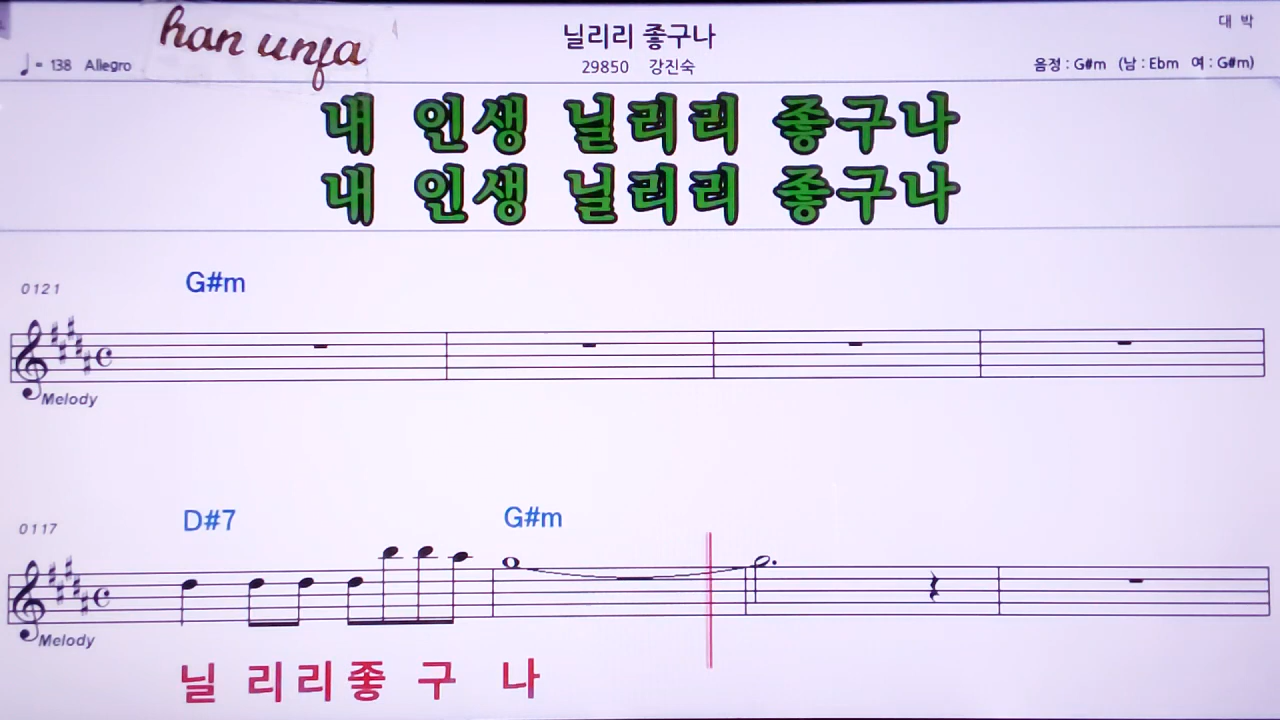 han unfa
닐리리 좋구나
대 박
♩= 138 Allegro
29850 강진숙
음정 : G#m (남 : Ebm 여 : G#m)
내 인생 닐리리 좋구나
내 인생 닐리리 좋구나
G#m
0121
Melody
D#7 G#m
0117
Melody
닐 리리좋 구 나